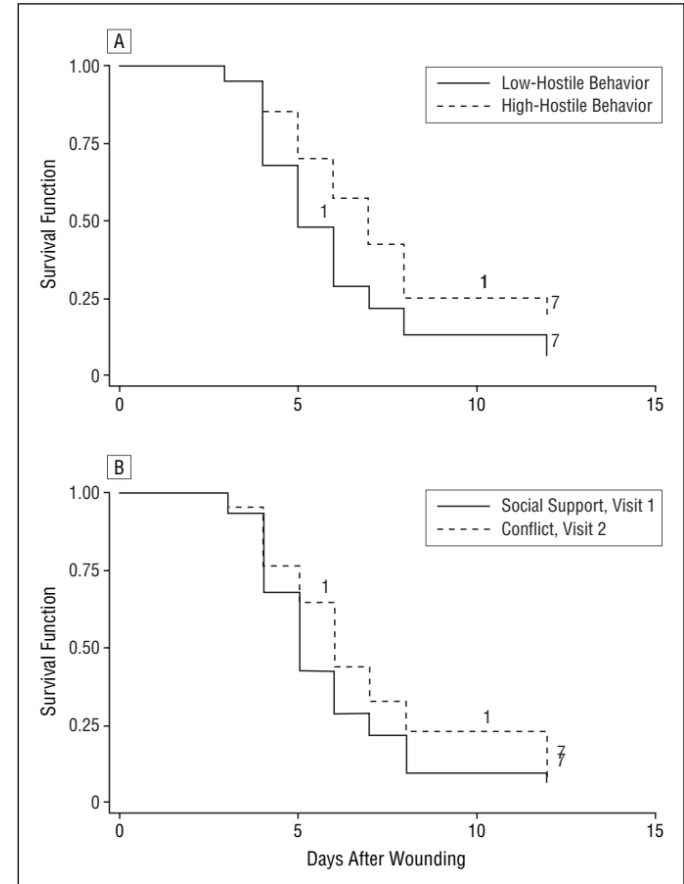 A
1.00
0.75
0.50
0.25
0
Survival Function
Low-Hostile Behavior
High-Hostile Behavior
1
1
7
7
0 5 10 15
B
1.00
0.75
0.50
0.25
0
Survival Function
Social Support, Visit 1
Conflict, Visit 2
1
1
7
7
0 5 10 15
Days After Wounding